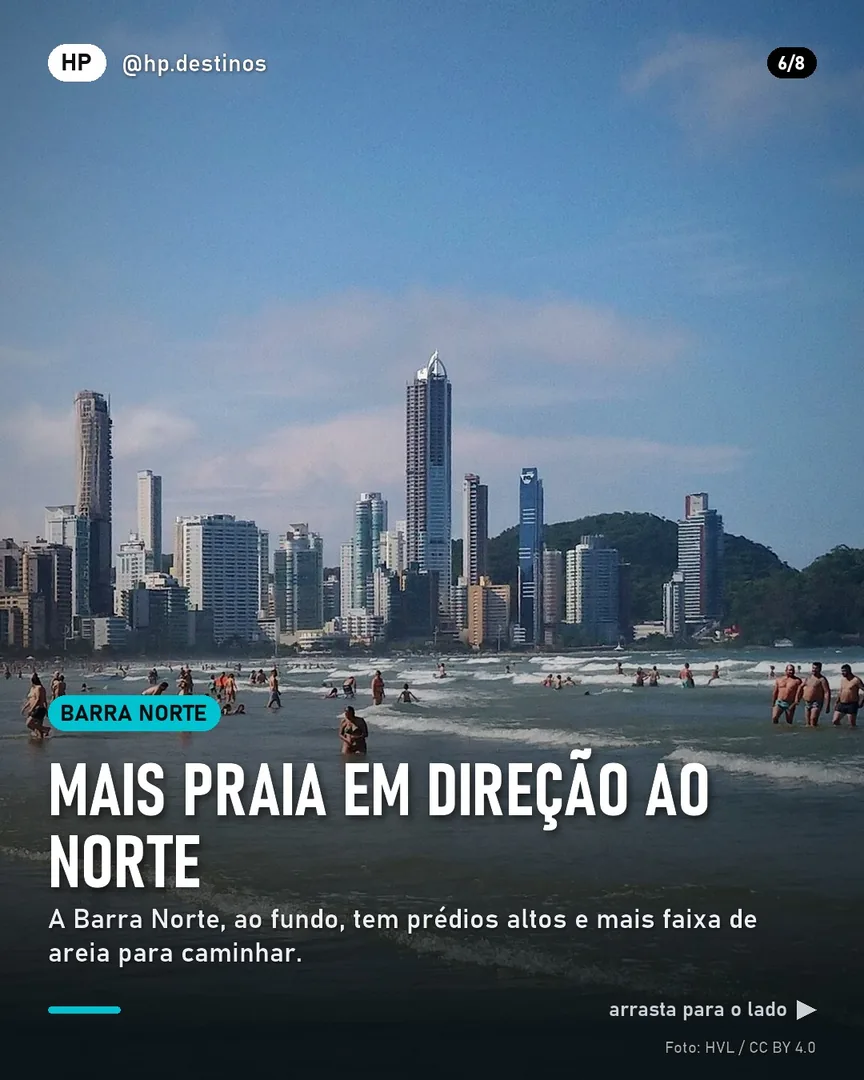 HP @hp.destinos
6/8
BARRA NORTE
MAIS PRAIA EM DIREÇÃO AO
NORTE
A Barra Norte, ao fundo, tem prédios altos e mais faixa de
areia para caminhar.
arrasta para o lado ▶
Foto: HVL / CC BY 4.0